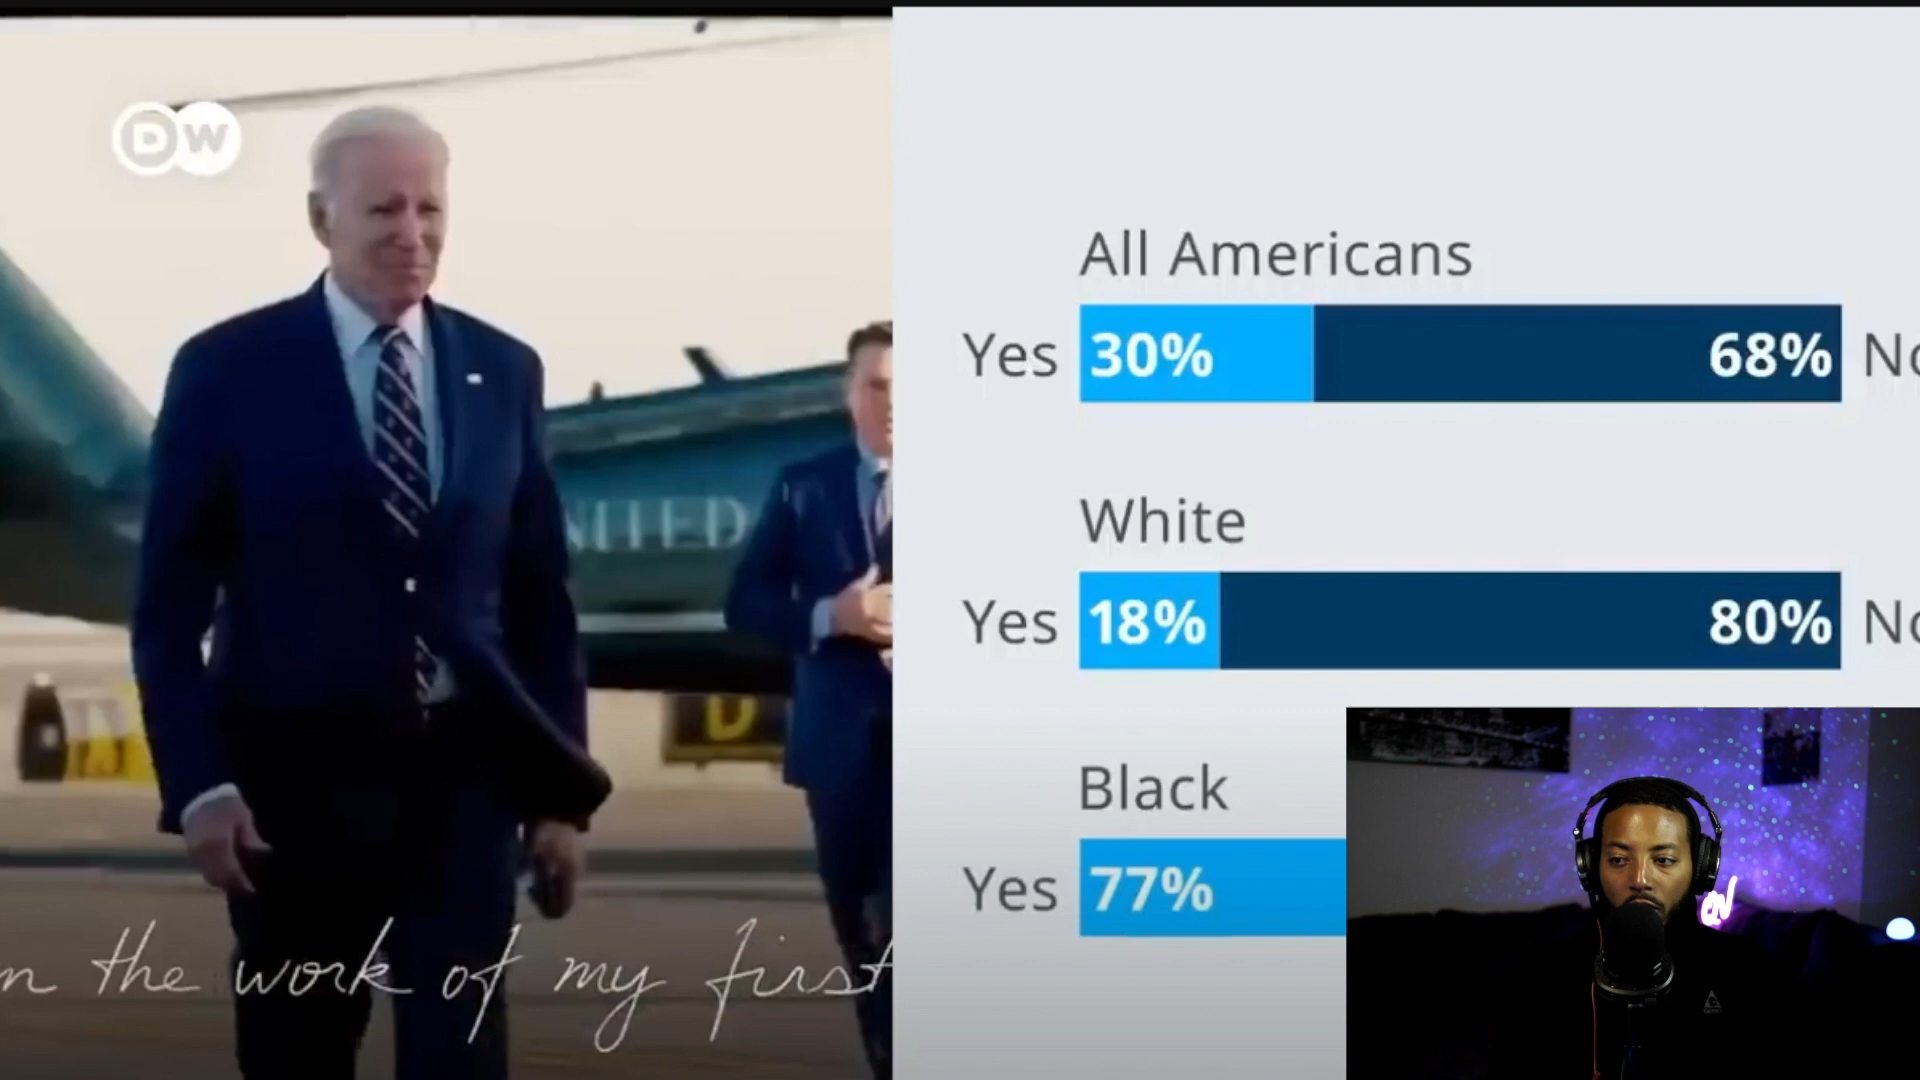 DW
UNITED
D
n the work of my first
All Americans
Yes 30% 68% No
White
Yes 18% 80% No
Black
Yes 77%